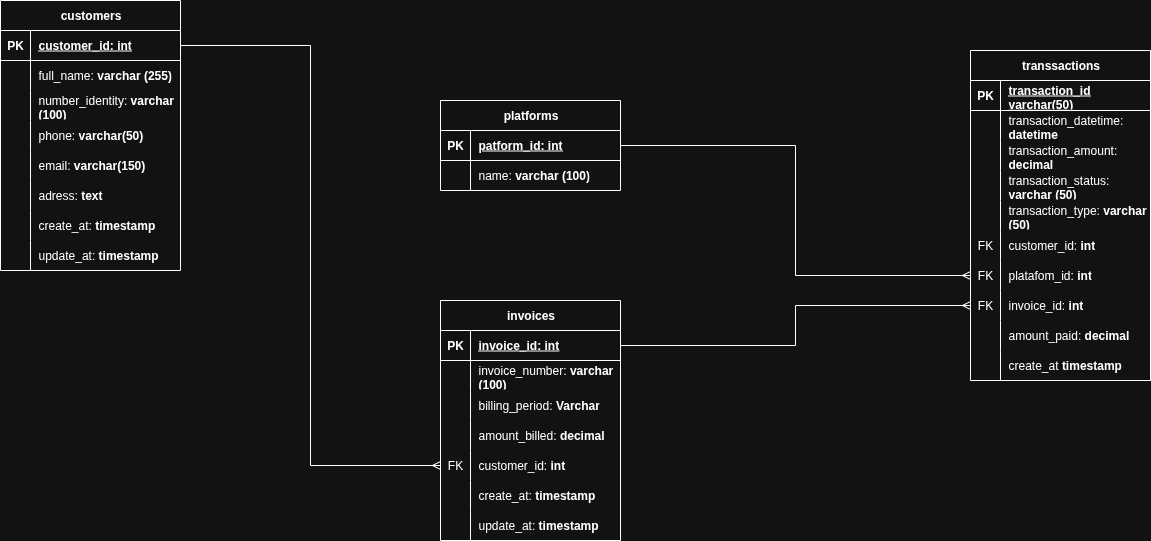 customers
PK customer_id: int
full_name: varchar (255)
number_identity: varchar
(100)
phone: varchar(50)
email: varchar(150)
adress: text
create_at: timestamp
update_at: timestamp
platforms
PK patform_id: int
name: varchar (100)
invoices
PK invoice_id: int
invoice_number: varchar
(100)
billing_period: Varchar
amount_billed: decimal
FK customer_id: int
create_at: timestamp
update_at: timestamp
transsactions
PK transaction_id
varchar(50)
transaction_datetime:
datetime
transaction_amount:
decimal
transaction_status:
varchar (50)
transaction_type: varchar
(50)
FK customer_id: int
FK platafom_id: int
FK invoice_id: int
amount_paid: decimal
create_at timestamp